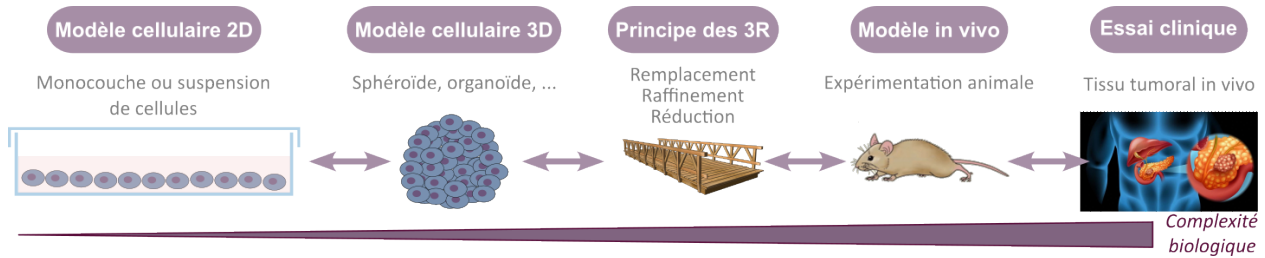 Modèle cellulaire 2D
Monocouche ou suspension
de cellules
Modèle cellulaire 3D
Sphéroïde, organoïde, ...
Principe des 3R
Remplacement
Raffinement
Réduction
Modèle in vivo
Expérimentation animale
Essai clinique
Tissu tumoral in vivo
Complexité
biologique